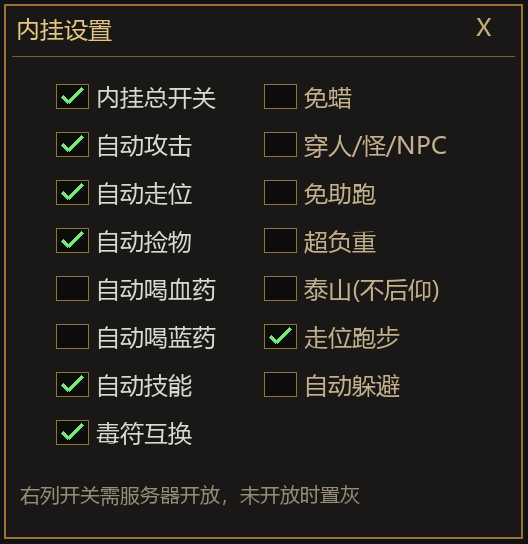 内挂设置 X
内挂总开关 免蜡
自动攻击 穿人/怪/NPC
自动走位 免助跑
自动捡物 超负重
自动喝血药 泰山(不后仰)
自动喝蓝药 走位跑步
自动技能 自动躲避
毒符互换
右列开关需服务器开放，未开放时置灰